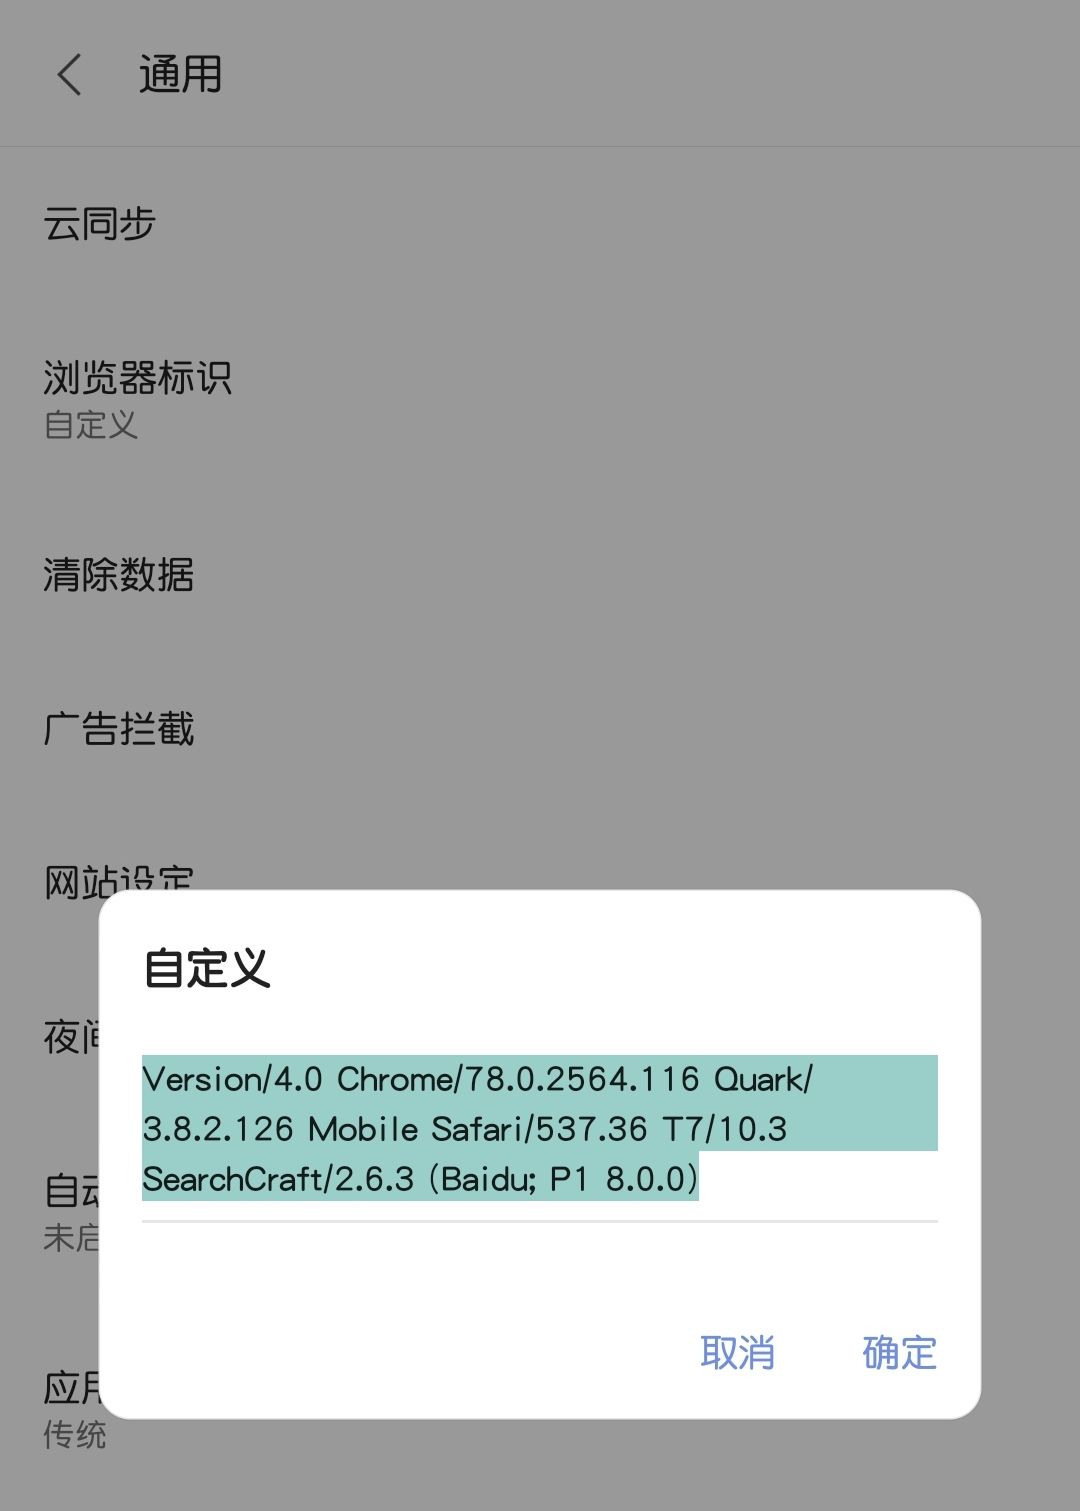 通用
云同步
浏览器标识
自定义
清除数据
广告拦截
网站设定
夜间
自动
未启
应用
传统
自定义
Version/4.0 Chrome/78.0.2564.116 Quark/
3.8.2.126 Mobile Safari/537.36 T7/10.3
SearchCraft/2.6.3 (Baidu; P1 8.0.0)
取消 确定